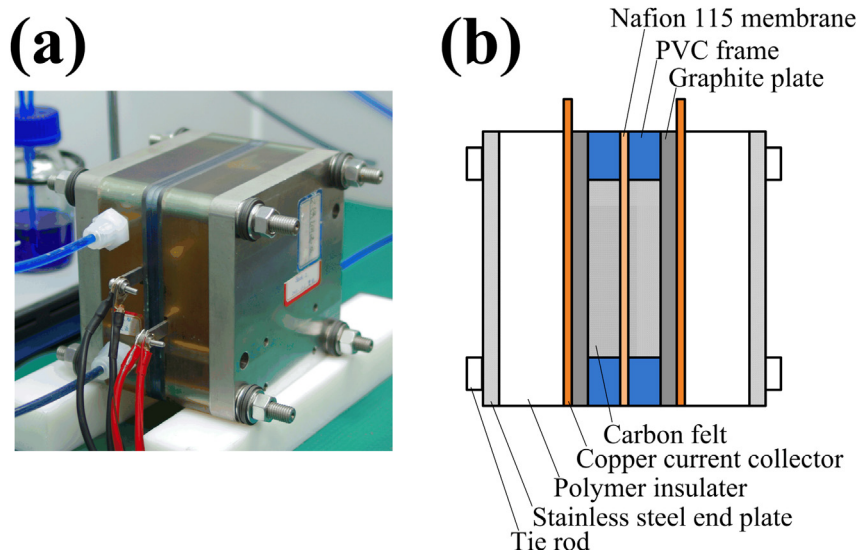 (a)
(b)
Nafion 115 membrane
PVC frame
Graphite plate
Carbon felt
Copper current collector
Polymer insulater
Stainless steel end plate
Tie rod